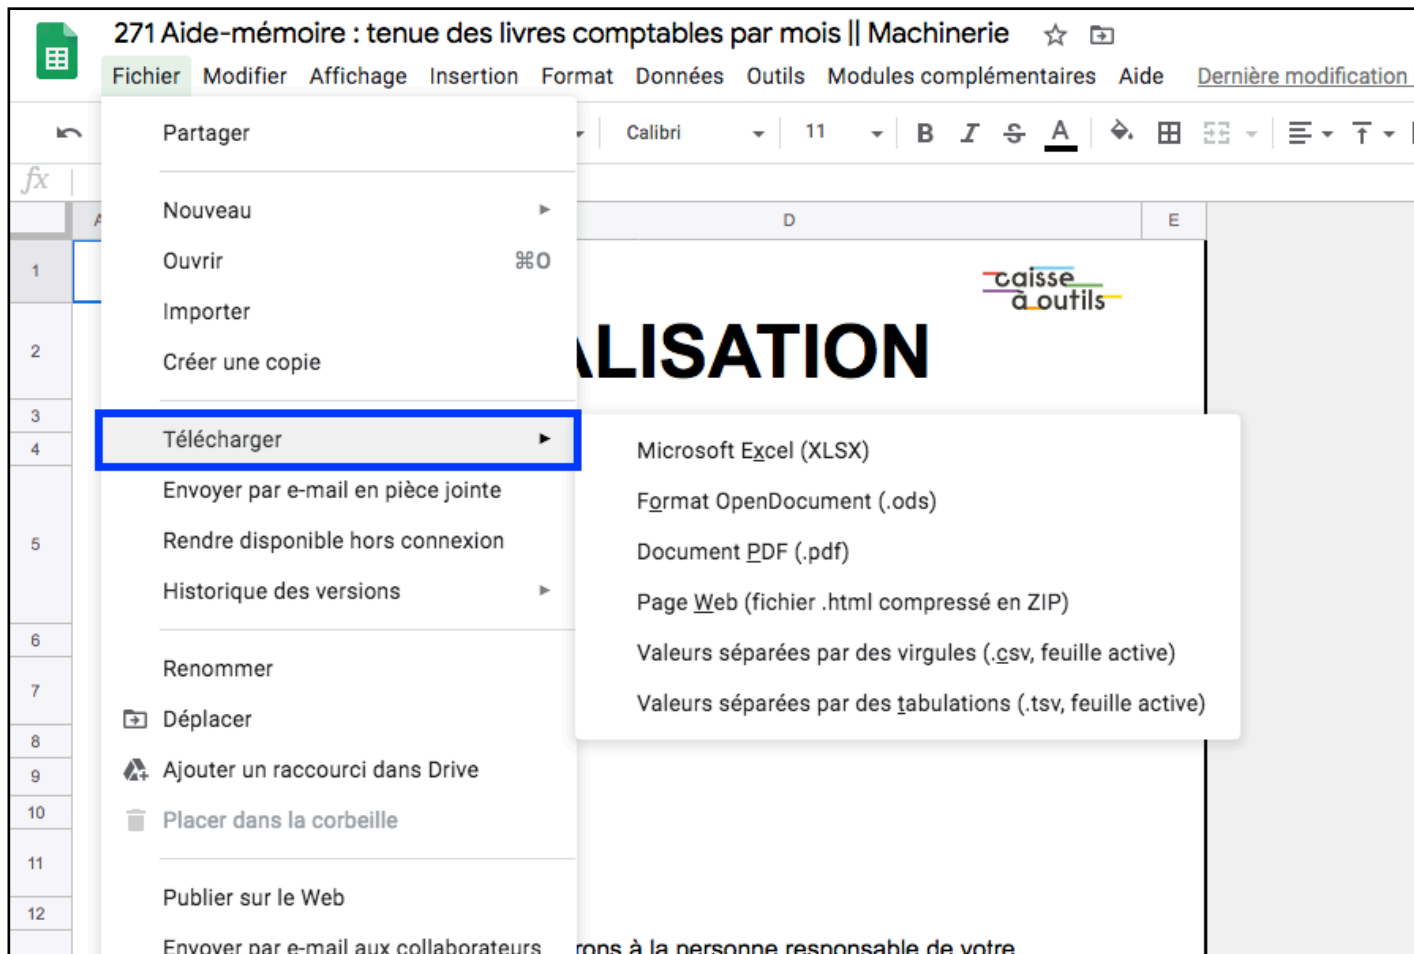 271 Aide-mémoire : tenue des livres comptables par mois || Machinerie
Fichier Modifier Affichage Insertion Format Données Outils Modules complémentaires Aide Dernière modification
Calibri 11 B I S A
fx
D E
1
caisse
à outils
2
ALISATION
3
4
5
6
7
8
9
10
11
12
Partager
Nouveau
Ouvrir ⌘O
Importer
Créer une copie
Télécharger
Envoyer par e-mail en pièce jointe
Rendre disponible hors connexion
Historique des versions
Renommer
Déplacer
Ajouter un raccourci dans Drive
Placer dans la corbeille
Publier sur le Web
Envoyer par e-mail aux collaborateurs
Microsoft Excel (XLSX)
Format OpenDocument (.ods)
Document PDF (.pdf)
Page Web (fichier .html compressé en ZIP)
Valeurs séparées par des virgules (.csv, feuille active)
Valeurs séparées par des tabulations (.tsv, feuille active)
rons à la personne responsable de votre